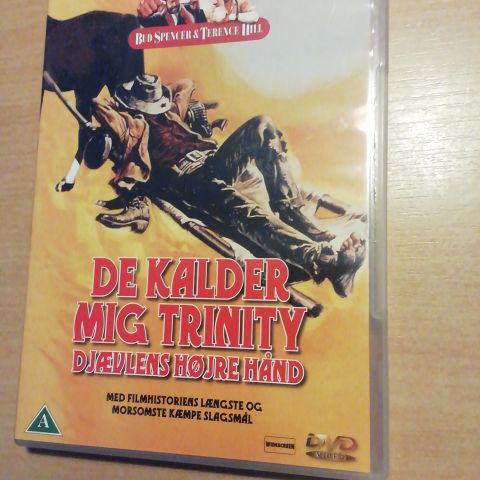 BUD SPENCER & TERENCE HILL
DE KALDER
MIG TRINITY
DJÆVLENS HØJRE HÅND
MED FILMHISTORIENS LÆNGSTE OG
MORSOMSTE KÆMPE SLAGSMÅL
A
WIDESCREEN
DVD
VIDEO